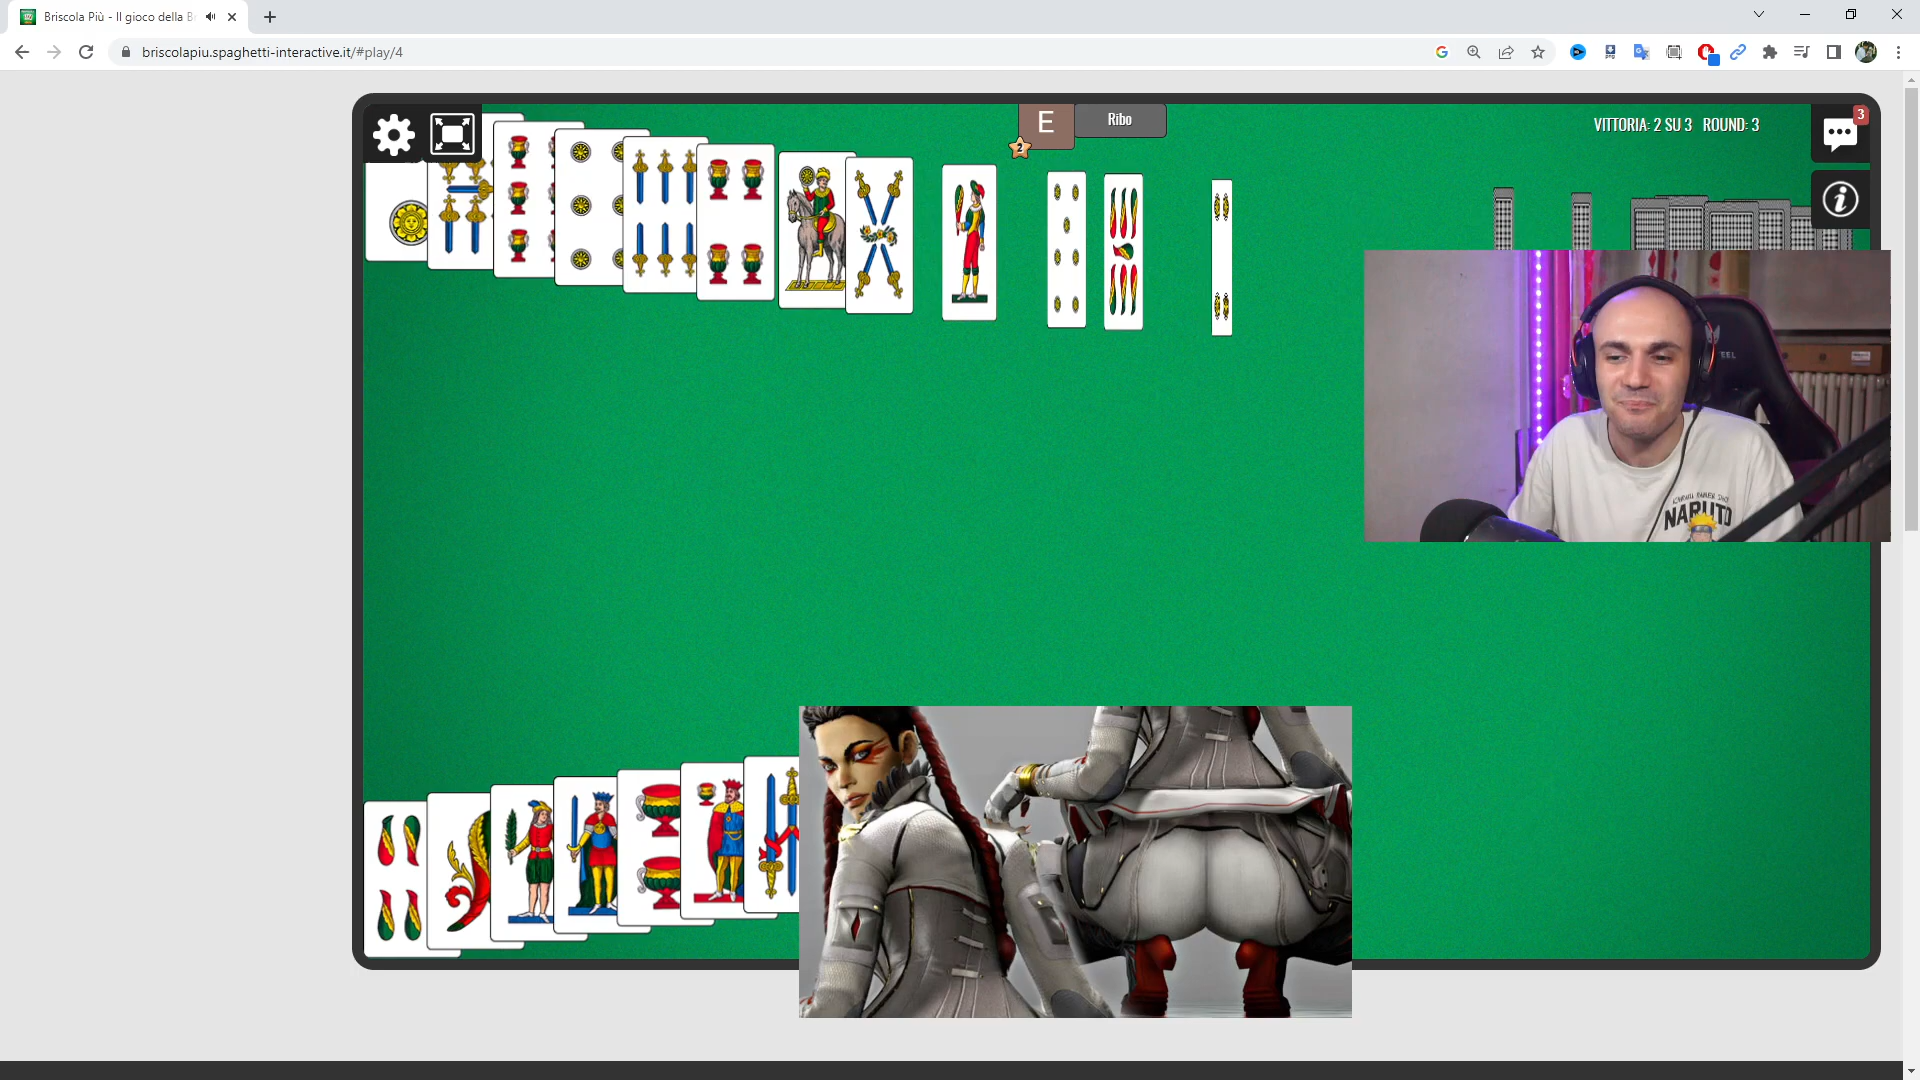 Briscola Più - Il gioco della B
briscolapiu.spaghetti-interactive.it/#play/4
E
Ribo
2
VITTORIA: 2 SU 3 ROUND: 3
3
NARUTO